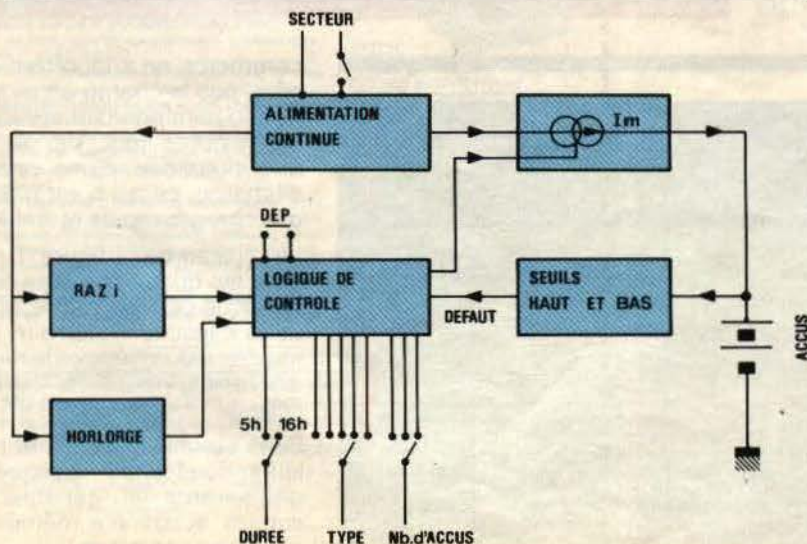 SECTEUR
ALIMENTATION
CONTINUE
Im
DEP
RAZ i
LOGIQUE DE
CONTROLE
DEFAUT
SEUILS
HAUT ET BAS
ACCUS
HORLORGE
5h 16h
DUREE TYPE Nb.d'ACCUS